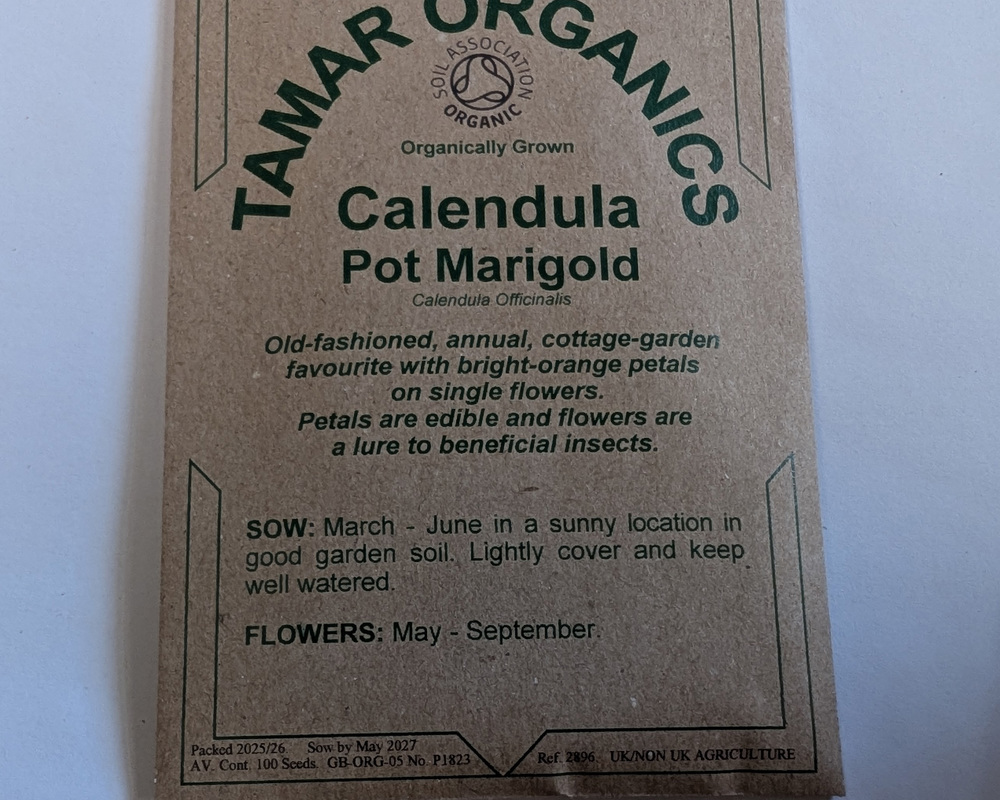 TAMAR ORGANICS
SOIL ASSOCIATION
ORGANIC
Organically Grown
Calendula
Pot Marigold
Calendula Officinalis
Old-fashioned, annual, cottage-garden
favourite with bright-orange petals
on single flowers.
Petals are edible and flowers are
a lure to beneficial insects.
SOW: March - June in a sunny location in
good garden soil. Lightly cover and keep
well watered.
FLOWERS: May - September.
Packed 2025/26 Sow by May 2027
AV. Cont. 100 Seeds. GB-ORG-05 No. P1823
Ref. 2896 UK/NON UK AGRICULTURE